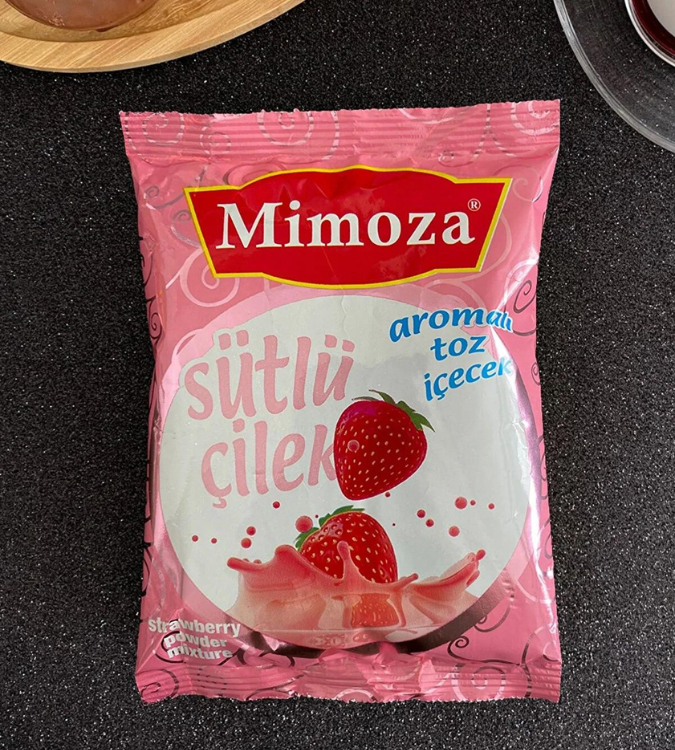 Mimoza®
aromalı
toz
içecek
sütlü
çilek
strawberry
powder
mixture